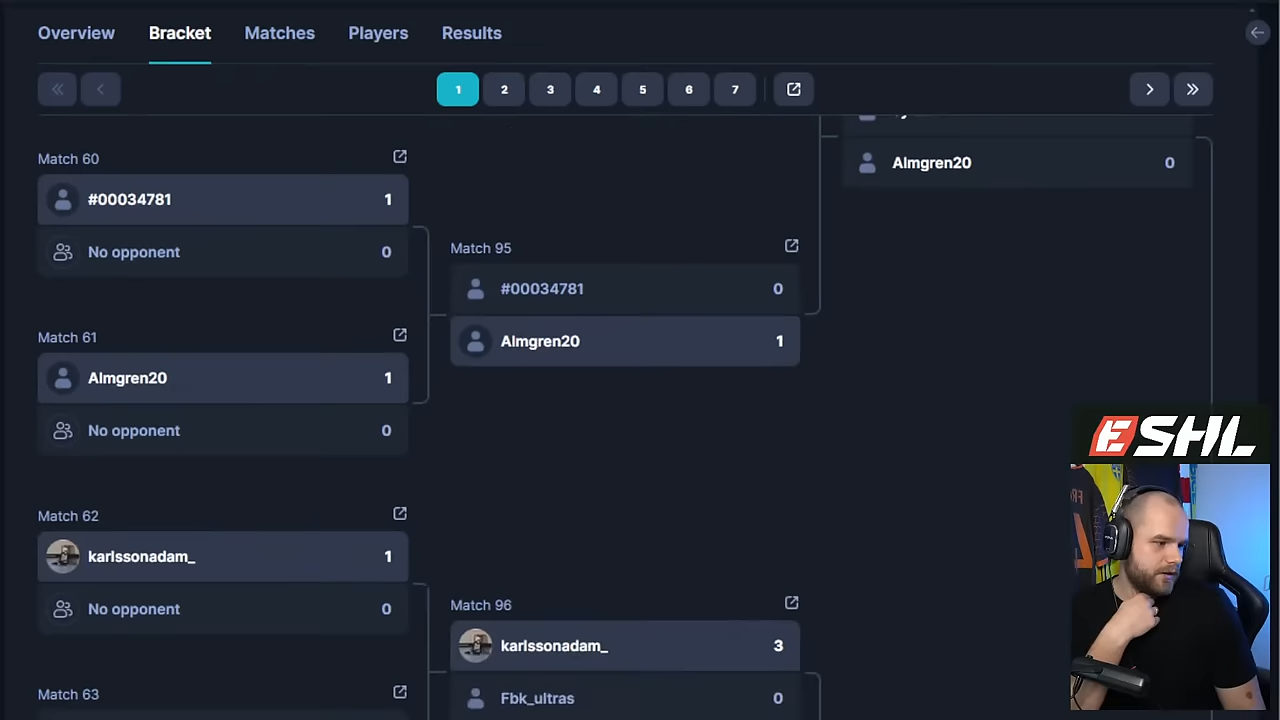 Overview Bracket Matches Players Results
1 2 3 4 5 6 7
Match 60
#00034781 1
No opponent 0
Match 61
Almgren20 1
No opponent 0
Match 62
karlssonadam_ 1
No opponent 0
Match 63
Match 95
#00034781 0
Almgren20 1
Match 96
karlssonadam_ 3
Fbk_ultras 0
Almgren20 0
ESHL